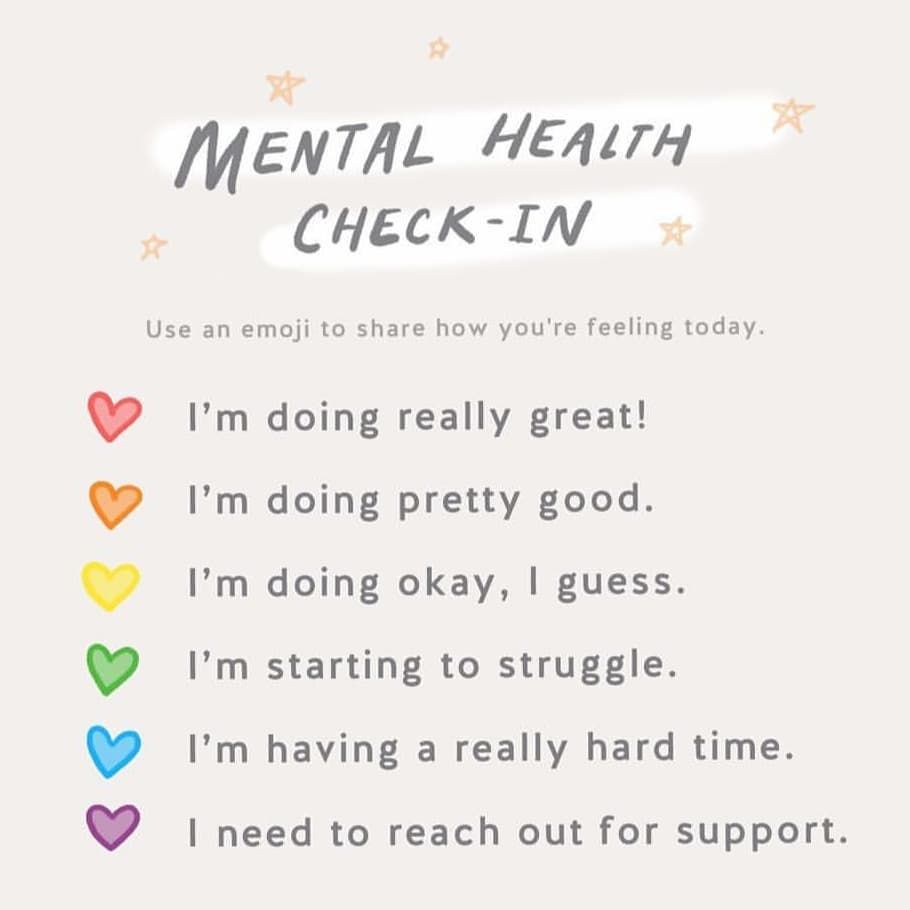 MENTAL HEALTH
CHECK-IN
Use an emoji to share how you're feeling today.
I'm doing really great!
I'm doing pretty good.
I'm doing okay, I guess.
I'm starting to struggle.
I'm having a really hard time.
I need to reach out for support.